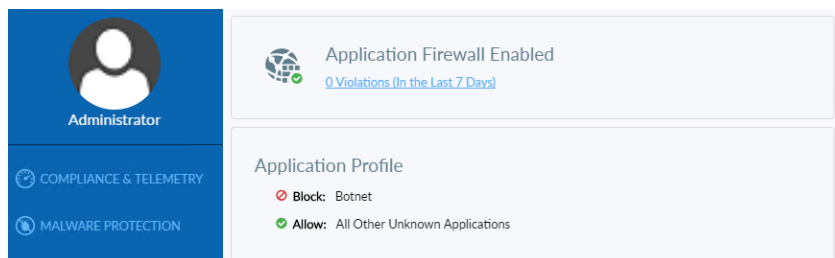 Administrator
COMPLIANCE & TELEMETRY
MALWARE PROTECTION
Application Firewall Enabled
0 Violations (In the Last 7 Days)
Application Profile
Block: Botnet
Allow: All Other Unknown Applications